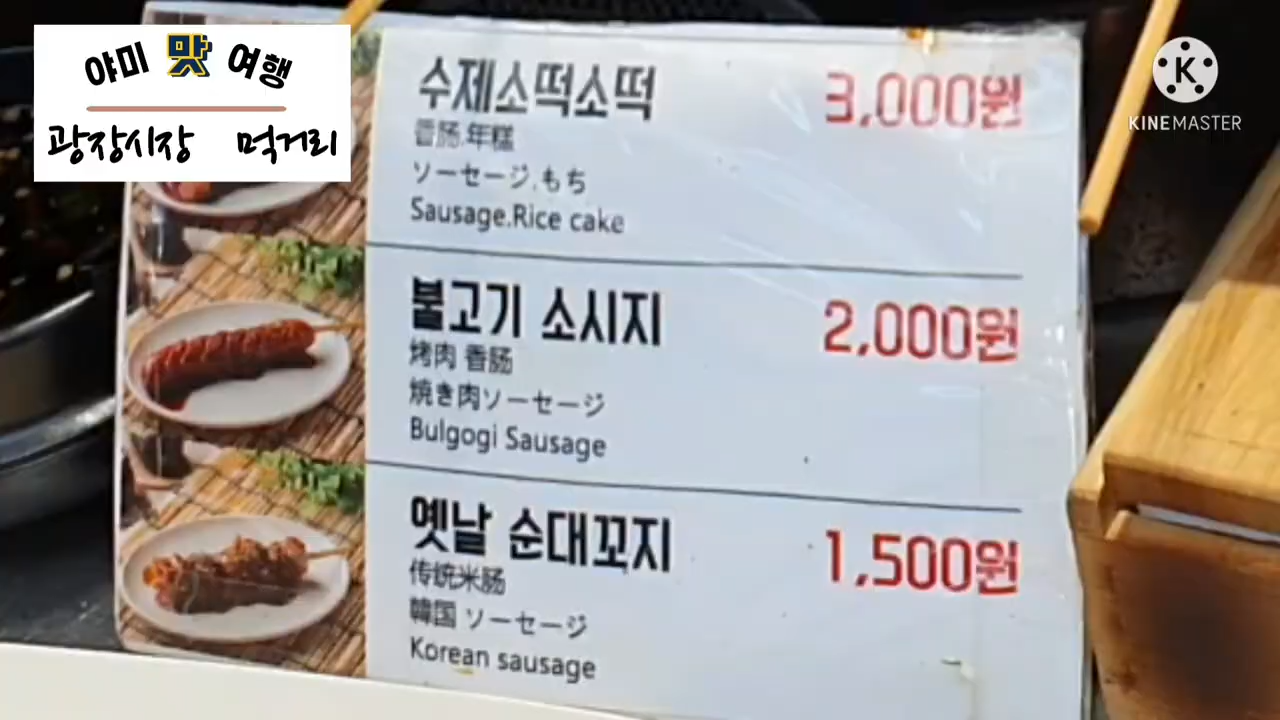 야미 맛 여행
광장시장 먹거리
KINEMASTER
수제소떡소떡 3,000원
香肠.年糕
ソーセージ.もち
Sausage.Rice cake
불고기 소시지 2,000원
烤肉 香肠
焼き肉ソーセージ
Bulgogi Sausage
옛날 순대꼬지 1,500원
传统米肠
韓国 ソーセージ
Korean sausage